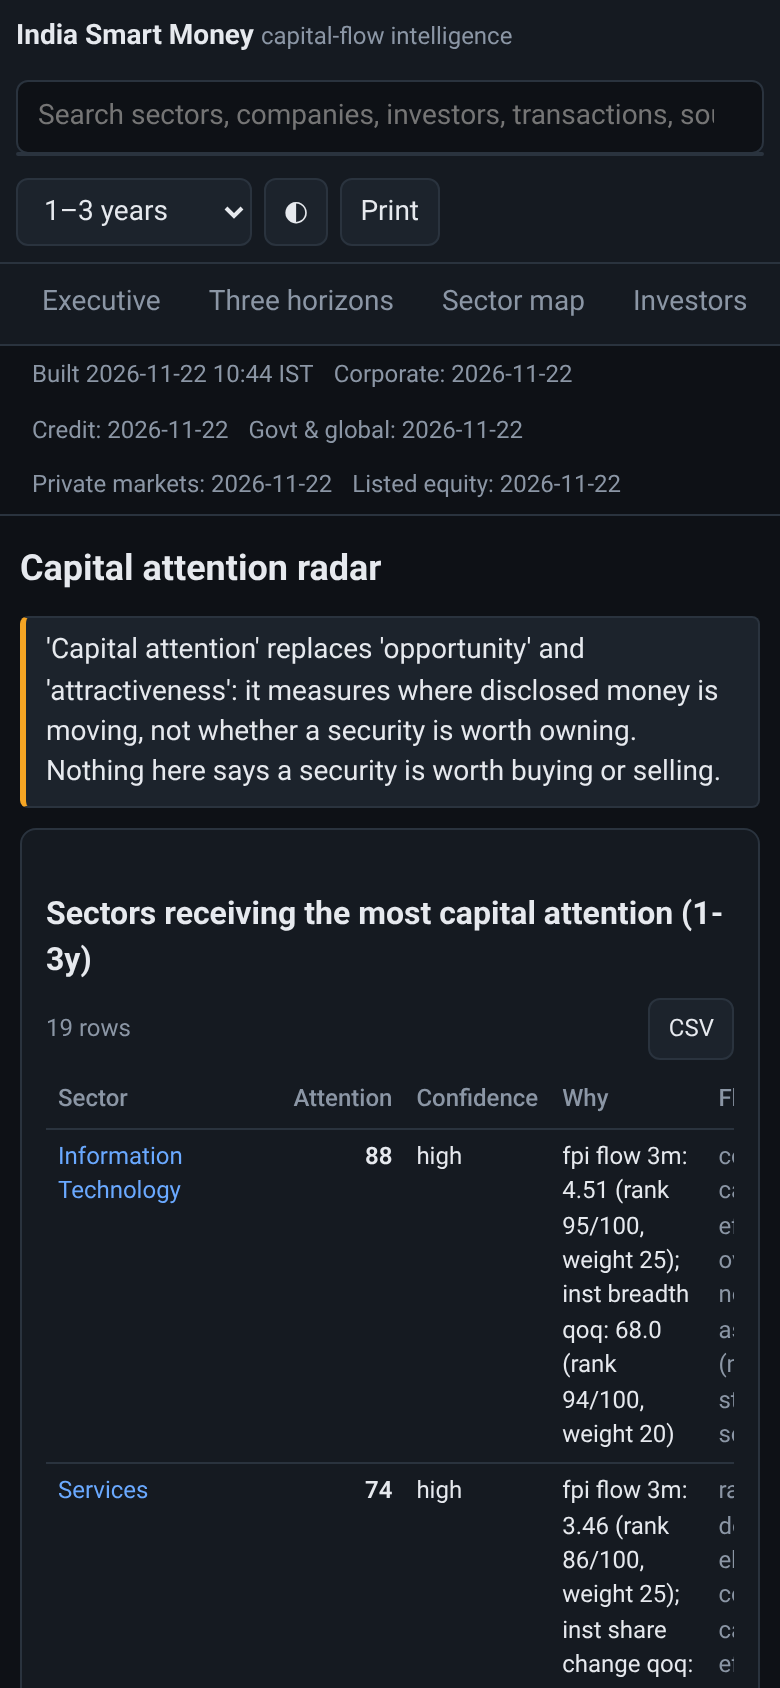 India Smart Money capital-flow intelligence
Search sectors, companies, investors, transactions,
1–3 years
Print
Executive Three horizons Sector map Investors
Built 2026-11-22 10:44 IST Corporate: 2026-11-22
Credit: 2026-11-22 Govt & global: 2026-11-22
Private markets: 2026-11-22 Listed equity: 2026-11-22
Capital attention radar
'Capital attention' replaces 'opportunity' and
'attractiveness': it measures where disclosed money is
moving, not whether a security is worth owning.
Nothing here says a security is worth buying or selling.
Sectors receiving the most capital attention (1-
3y)
19 rows
CSV
Sector Attention Confidence Why
Information 88 high fpi flow 3m:
Technology 4.51 (rank
95/100,
weight 25);
inst breadth
qoq: 68.0
(rank
94/100,
weight 20)
Services 74 high fpi flow 3m:
3.46 (rank
86/100,
weight 25);
inst share
change qoq: